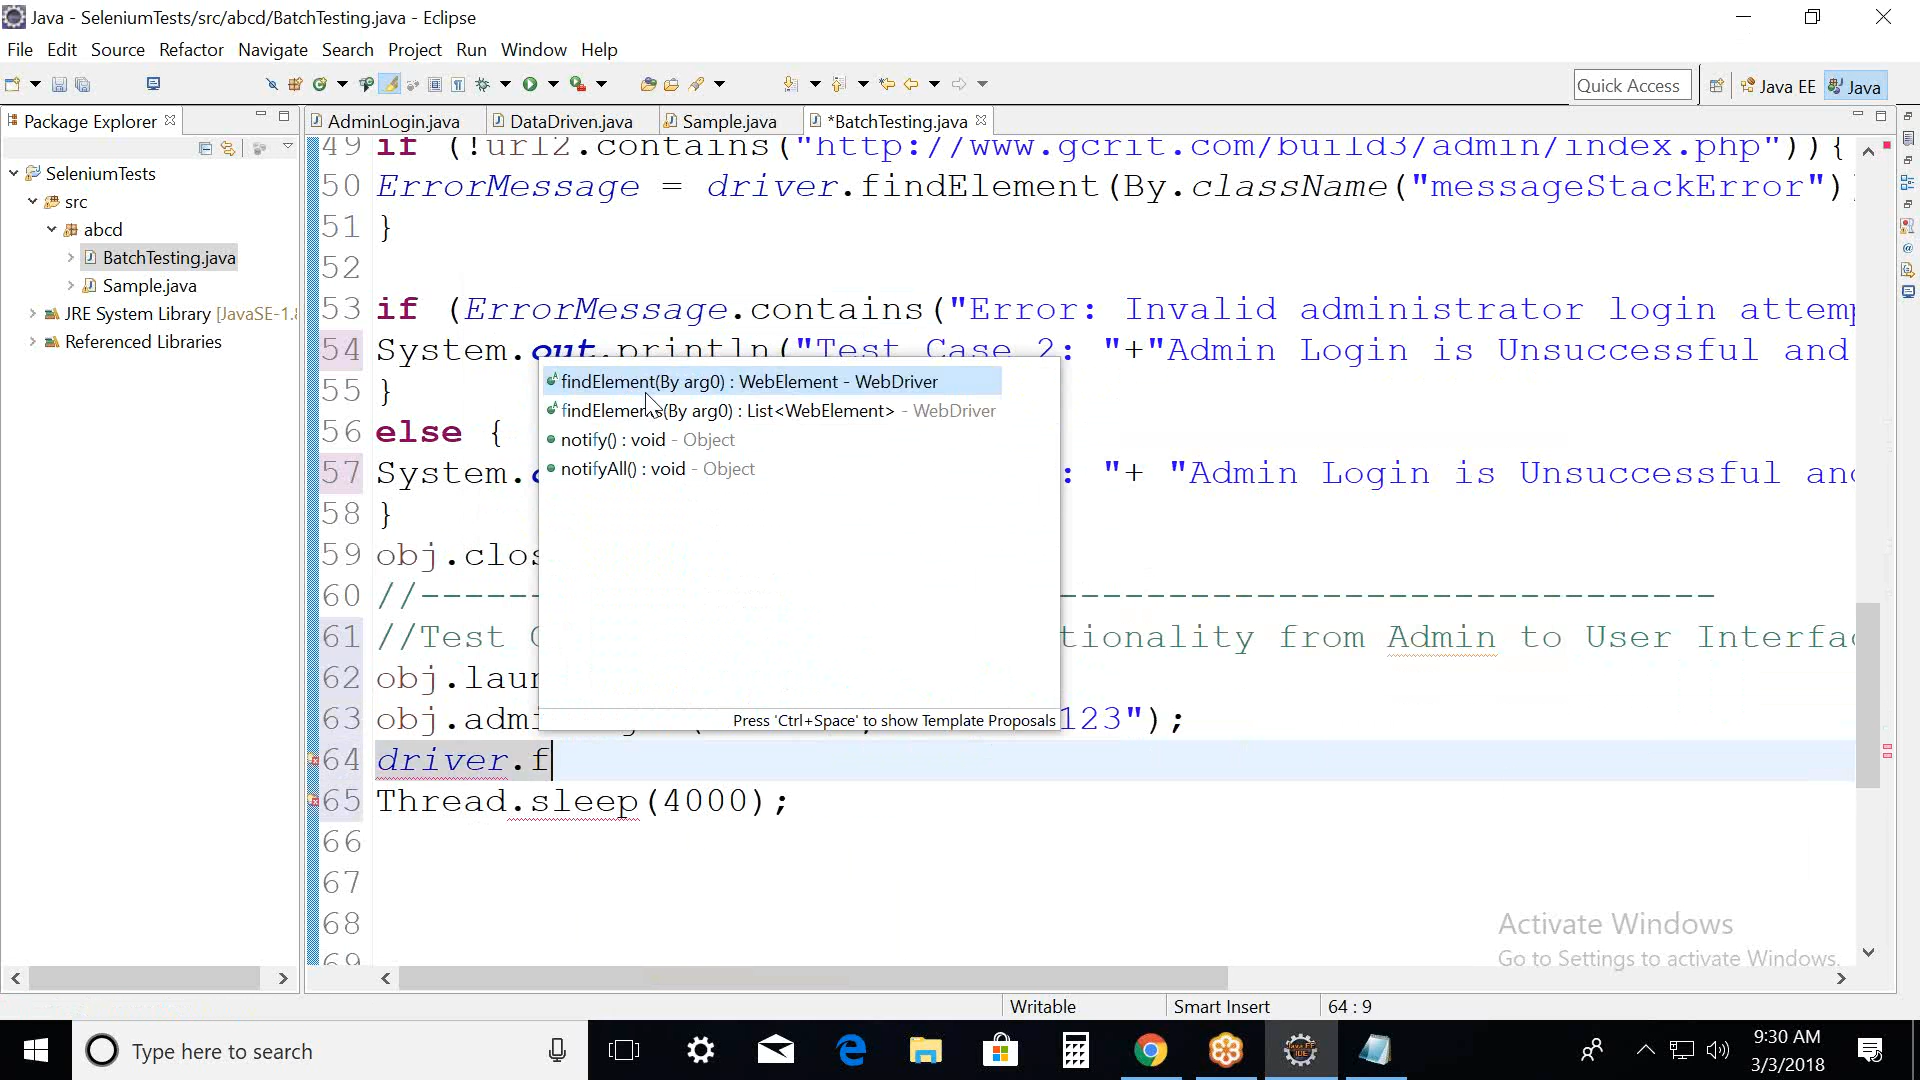 Java - SeleniumTests/src/abcd/BatchTesting.java - Eclipse
File Edit Source Refactor Navigate Search Project Run Window Help
Quick Access
Java EE
Java
Package Explorer
AdminLogin.java
DataDriven.java
Sample.java
*BatchTesting.java
SeleniumTests
src
abcd
BatchTesting.java
Sample.java
JRE System Library [JavaSE-1.8
Referenced Libraries
49 if (!url2.contains("http://www.gcrit.com/build3/admin/index.php")){
50 ErrorMessage = driver.findElement(By.className("messageStackError")
51 }
52
53 if (ErrorMessage.contains("Error: Invalid administrator login attemp
54 System.out.println("Test Case 2: "+"Admin Login is Unsuccessful and
55 }
56 else {
57 System. : "+ "Admin Login is Unsuccessful and
58 }
59 obj.clos
60 //-----------------------------------------
61 //Test tionality from Admin to User Interfac
62 obj.laun
63 obj.admi 123");
64 driver.f
65 Thread.sleep(4000);
66
67
68
69
findElement(By arg0) : WebElement - WebDriver
findElements(By arg0) : List<WebElement> - WebDriver
notify() : void - Object
notifyAll() : void - Object
Press 'Ctrl+Space' to show Template Proposals
Activate Windows
Go to Settings to activate Windows.
Writable
Smart Insert
64 : 9
Type here to search
9:30 AM
3/3/2018